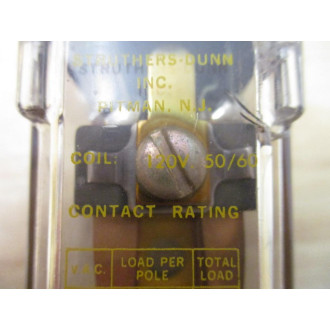 STRUTHERS-DUNN
INC.
PITMAN, N.J.
COIL: 120V 50/60
CONTACT RATING
V.A.C. LOAD PER POLE TOTAL LOAD